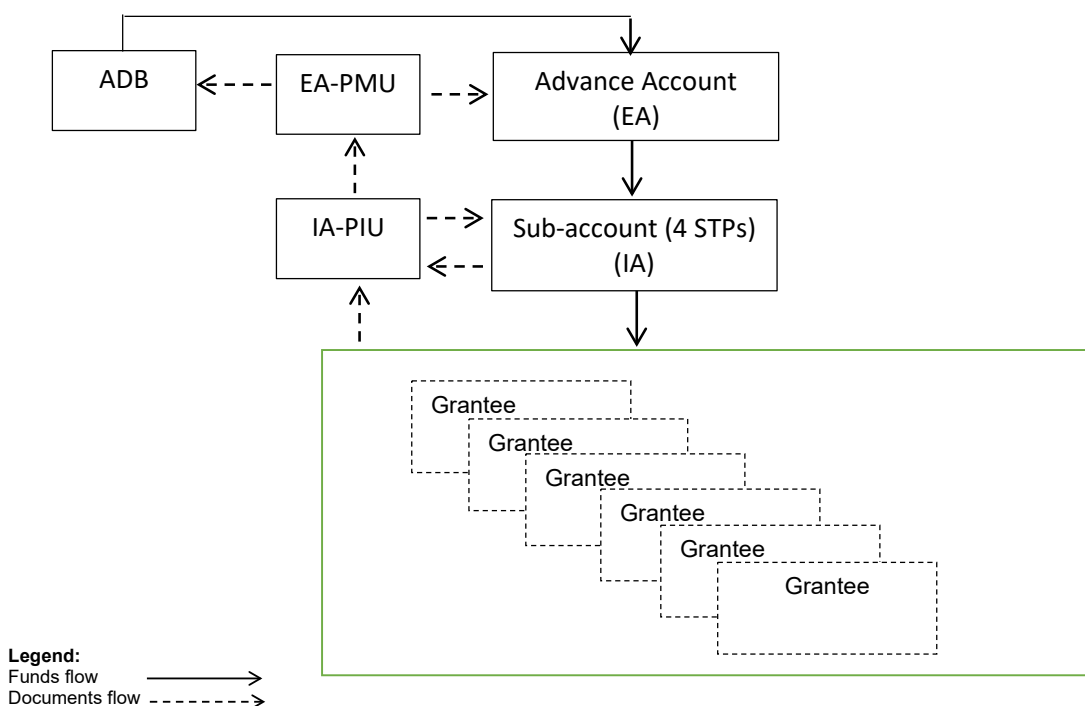 ADB
EA-PMU
Advance Account
(EA)
IA-PIU
Sub-account (4 STPs)
(IA)
Grantee
Grantee
Grantee
Grantee
Grantee
Grantee
Legend:
Funds flow
Documents flow